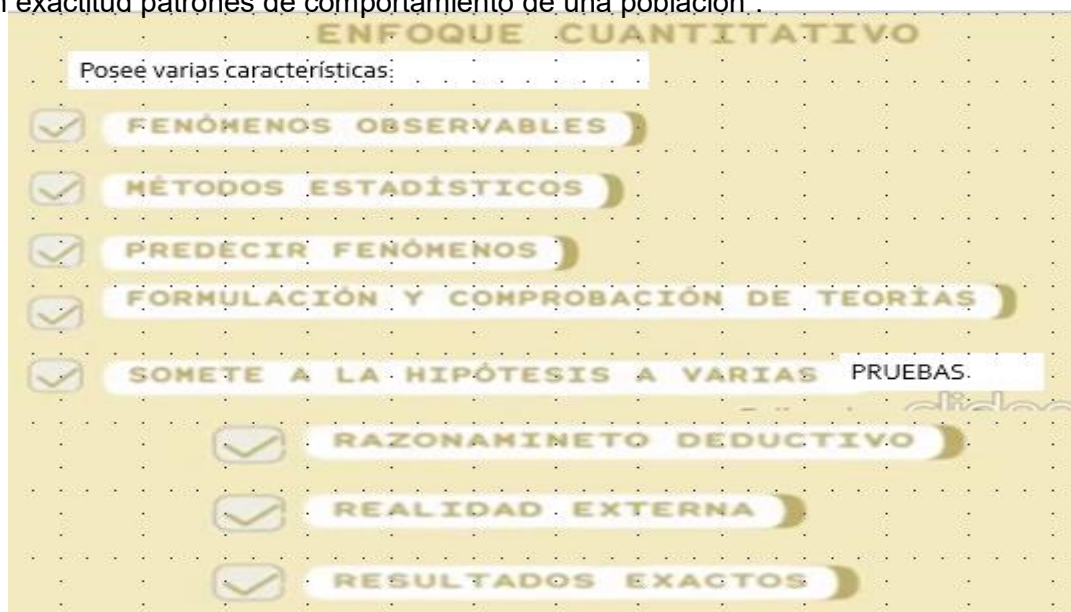 exactitud patrones de comportamiento de una población".
ENFOQUE CUANTITATIVO
Posee varias características:
FENÓMENOS OBSERVABLES
MÉTODOS ESTADÍSTICOS
PREDECIR FENÓMENOS
FORMULACIÓN Y COMPROBACIÓN DE TEORÍAS
SOMETE A LA HIPÓTESIS A VARIAS PRUEBAS
RAZONAMINETO DEDUCTIVO
REALIDAD EXTERNA
RESULTADOS EXACTOS